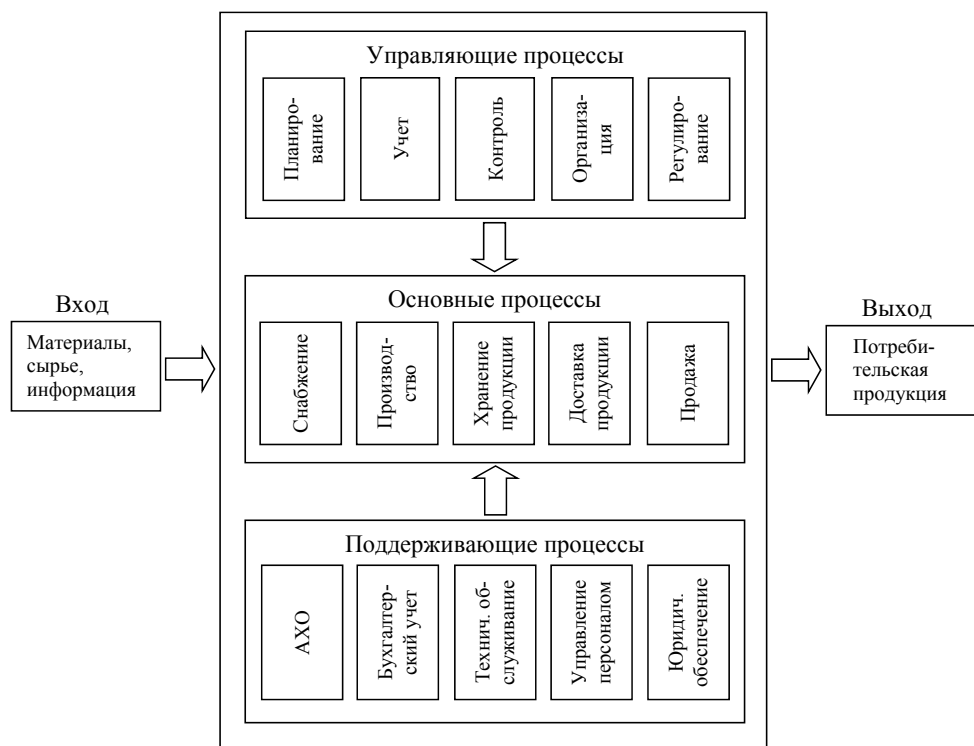 Управляющие процессы
Планиро-
вание
Учет
Контроль
Организа-
ция
Регулиро-
вание
Вход
Материалы,
сырье,
информация
Основные процессы
Снабжение
Производ-
ство
Хранение
продукции
Доставка
продукции
Продажа
Выход
Потреби-
тельская
продукция
Поддерживающие процессы
АХО
Бухгалтер-
ский учет
Технич. об-
служивание
Управление
персоналом
Юридич.
обеспечение